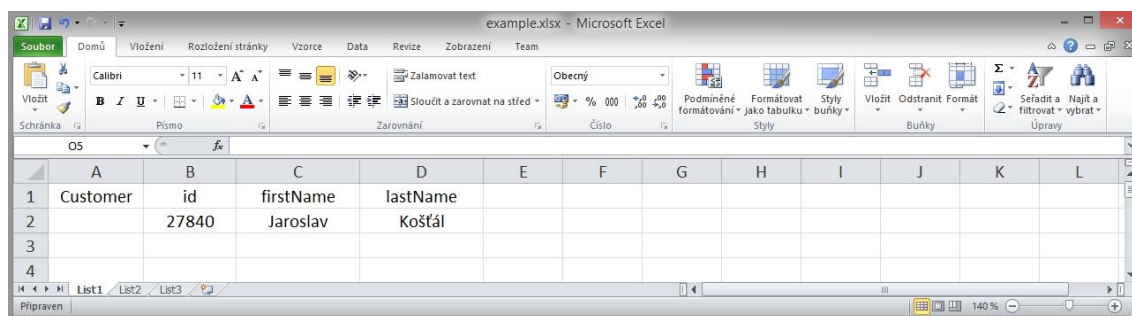 example.xlsx - Microsoft Excel
Soubor Domů Vložení Rozložení stránky Vzorce Data Revize Zobrazení Team
Calibri 11 Zalamovat text Obecný
B I U Sloučit a zarovnat na střed % 000
Vložit Podmíněné formátování Formátovat jako tabulku Styly buňky Vložit Odstranit Formát Seřadit a filtrovat Najít a vybrat
Schránka Písmo Zarovnání Číslo Styly Buňky Úpravy
O5 fx
A B C D E F G H I J K L
1 Customer id firstName lastName
2 27840 Jaroslav Košťál
3
4
List1 List2 List3
Připraven 140 %